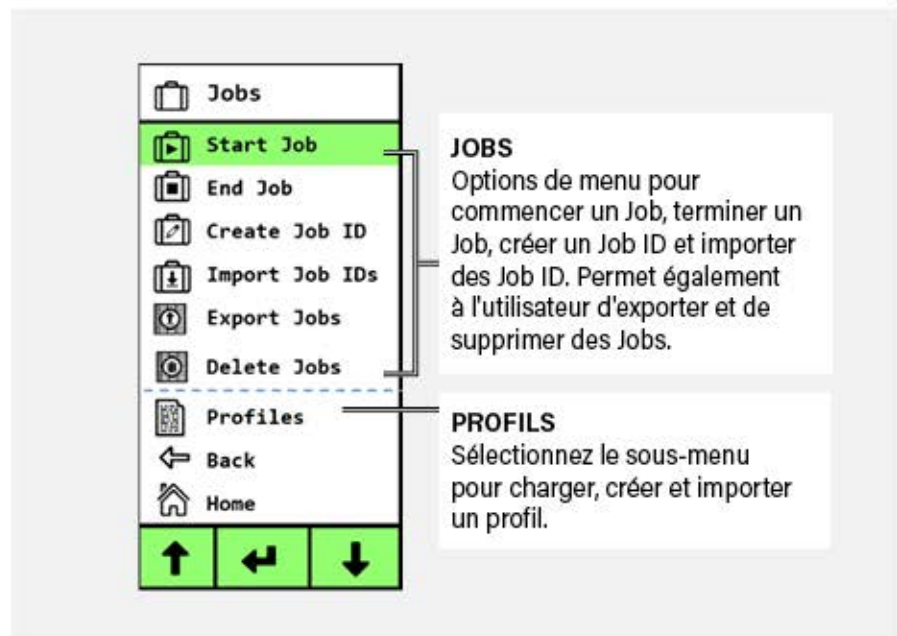 Jobs
Start Job
End Job
Create Job ID
Import Job IDs
Export Jobs
Delete Jobs
Profiles
Back
Home
JOBS
Options de menu pour
commencer un Job, terminer un
Job, créer un Job ID et importer
des Job ID. Permet également
à l'utilisateur d'exporter et de
supprimer des Jobs.
PROFILS
Sélectionnez le sous-menu
pour charger, créer et importer
un profil.